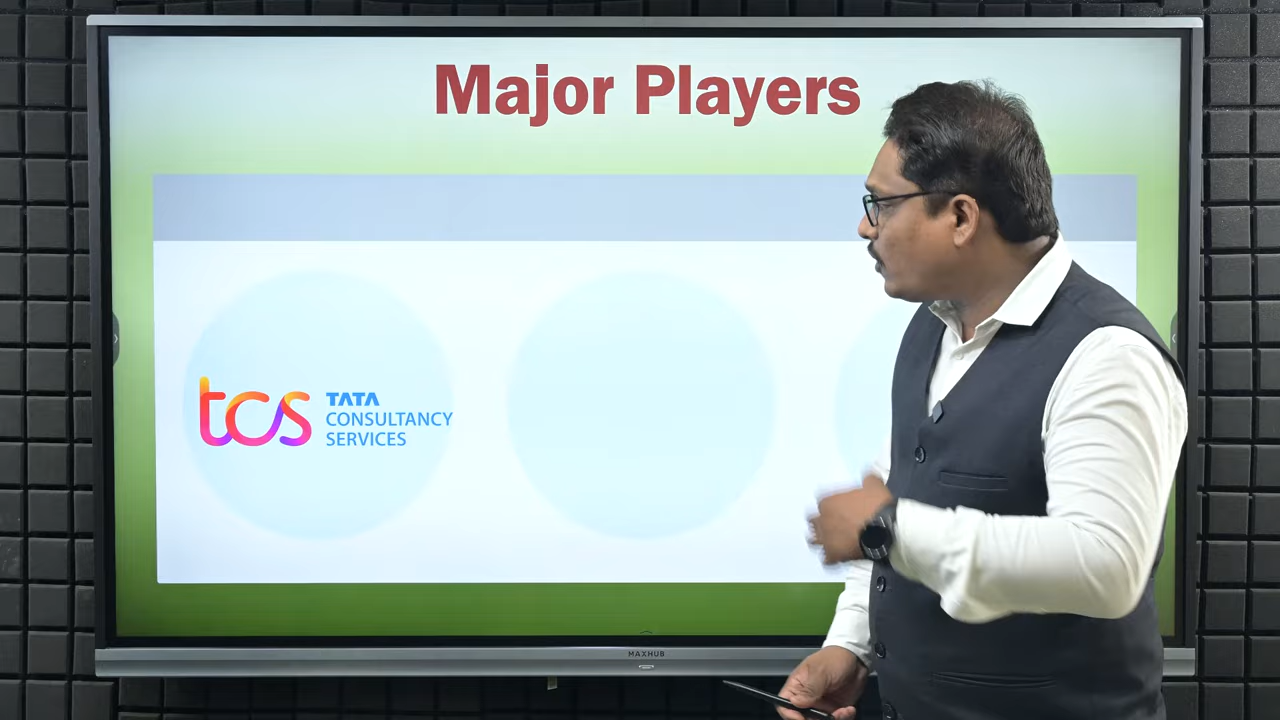 Major Players
tcs
TATA
CONSULTANCY
SERVICES
MAXHUB